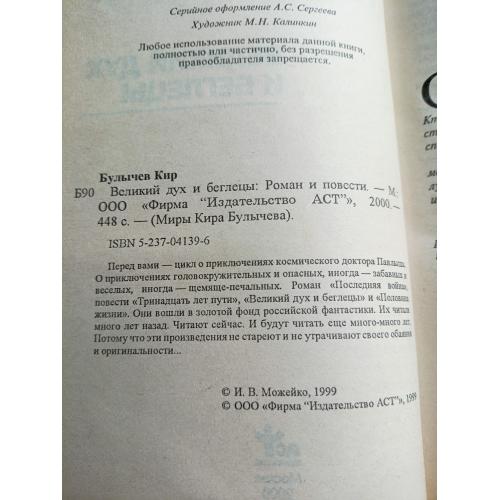 Серийное оформление А.С. Сергеева
Художник М.Н. Калинкин
Любое использование материала данной книги,
полностью или частично, без разрешения
правообладателя запрещается.
Булычев Кир
Б90 Великий дух и беглецы: Роман и повести. — М.:
ООО «Фирма “Издательство АСТ”», 2000.—
448 с. — (Миры Кира Булычева).
ISBN 5-237-04139-6
Перед вами — цикл о приключениях космического доктора Павлыша.
О приключениях головокружительных и опасных, иногда — забавных и
веселых, иногда — щемяще-печальных. Роман «Последняя война»,
повести «Тринадцать лет пути», «Великий дух и беглецы» и «Половина
жизни». Они вошли в золотой фонд российской фантастики. Их читали
много лет назад. Читают сейчас. И будут читать еще много-много лет.
Потому что эти произведения не стареют и не утрачивают своего обаяния
и оригинальности...
© И. В. Можейко, 1999
© ООО «Фирма “Издательство АСТ”», 1999